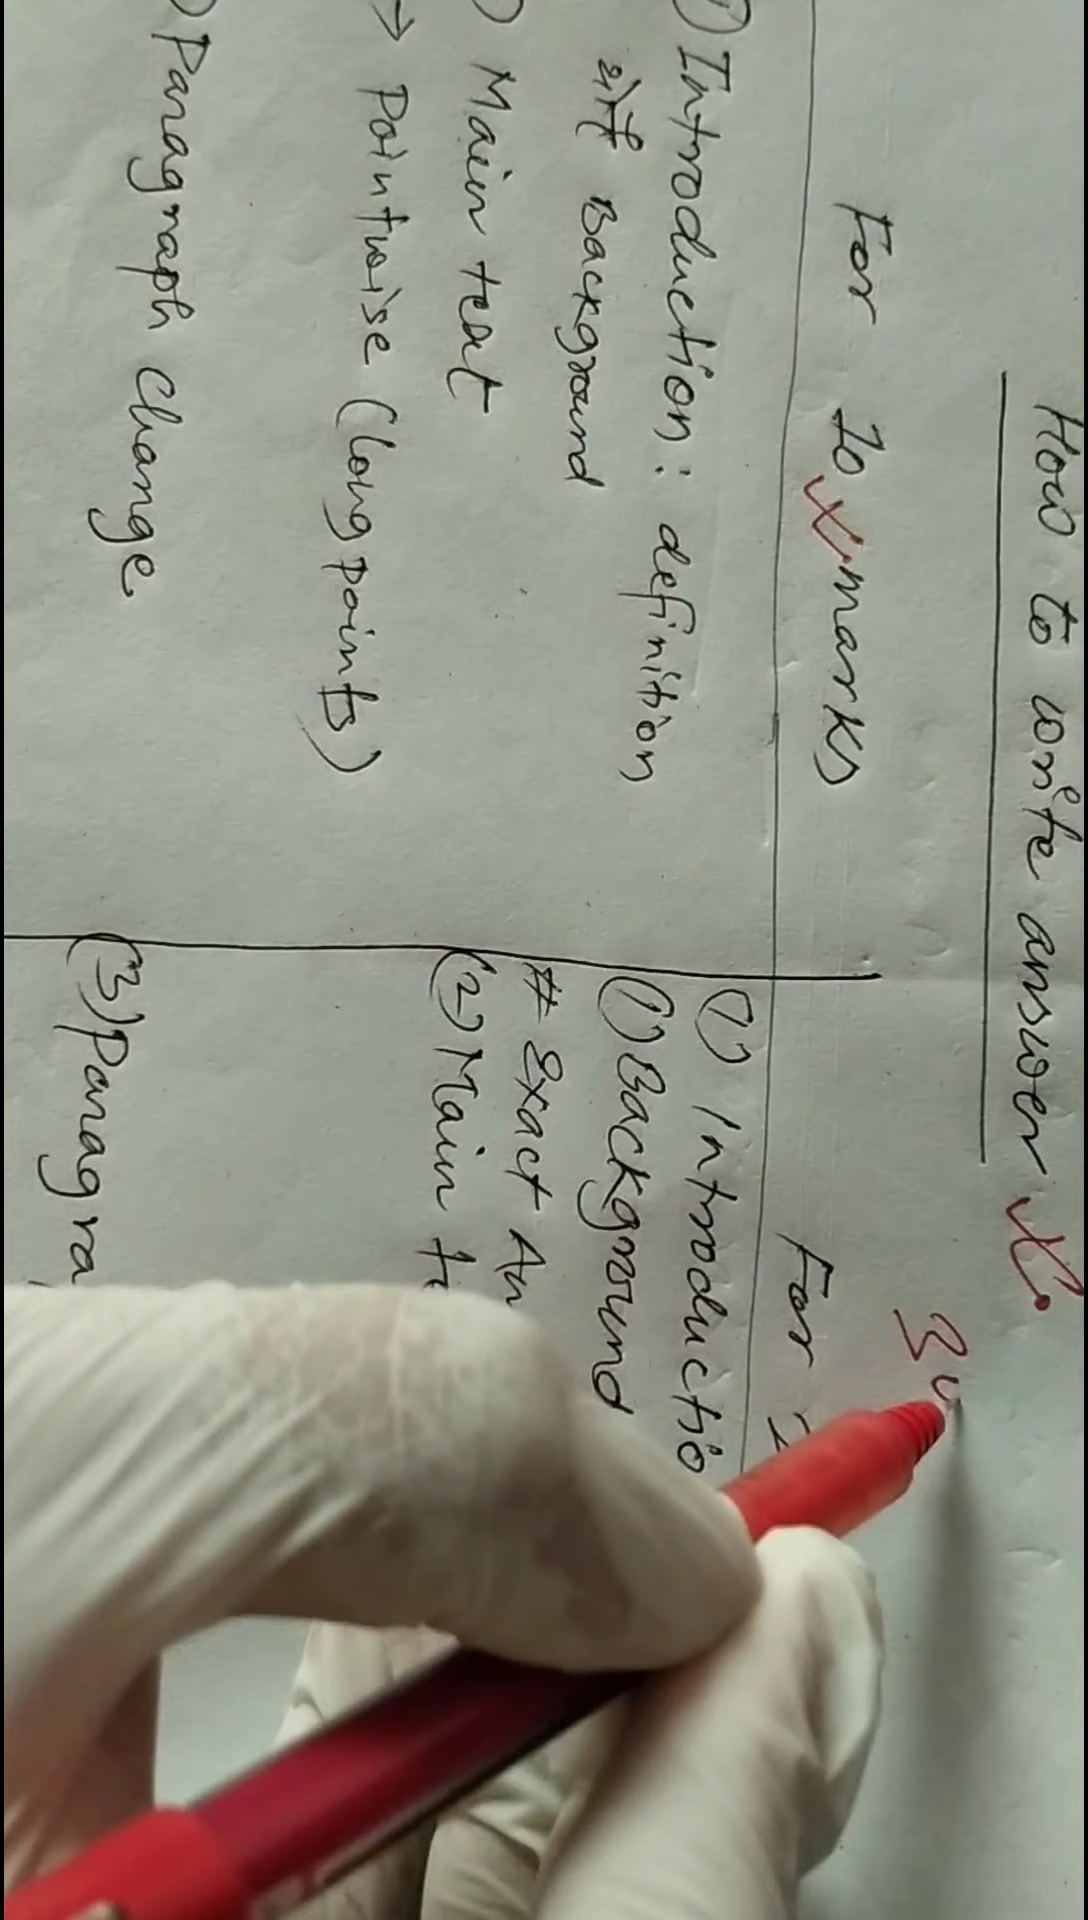 How to write answer
For 10 marks
(1) Introduction: definition
और Background
Main text
→ Pointwise (long points)
Paragraph Change.
For
(1) Introductio
(1) Background
# Exact An
(2) Main t
(3) Paragra